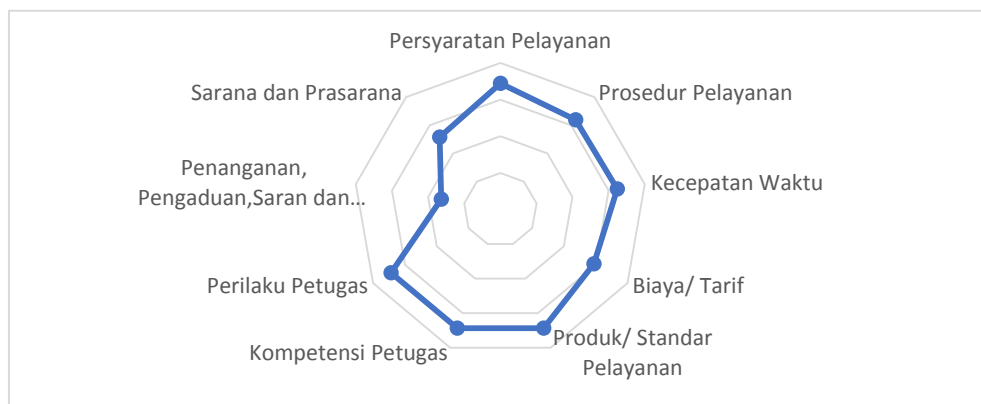 Persyaratan Pelayanan
Prosedur Pelayanan
Kecepatan Waktu
Biaya/ Tarif
Produk/ Standar
Pelayanan
Kompetensi Petugas
Perilaku Petugas
Penanganan,
Pengaduan,Saran dan…
Sarana dan Prasarana